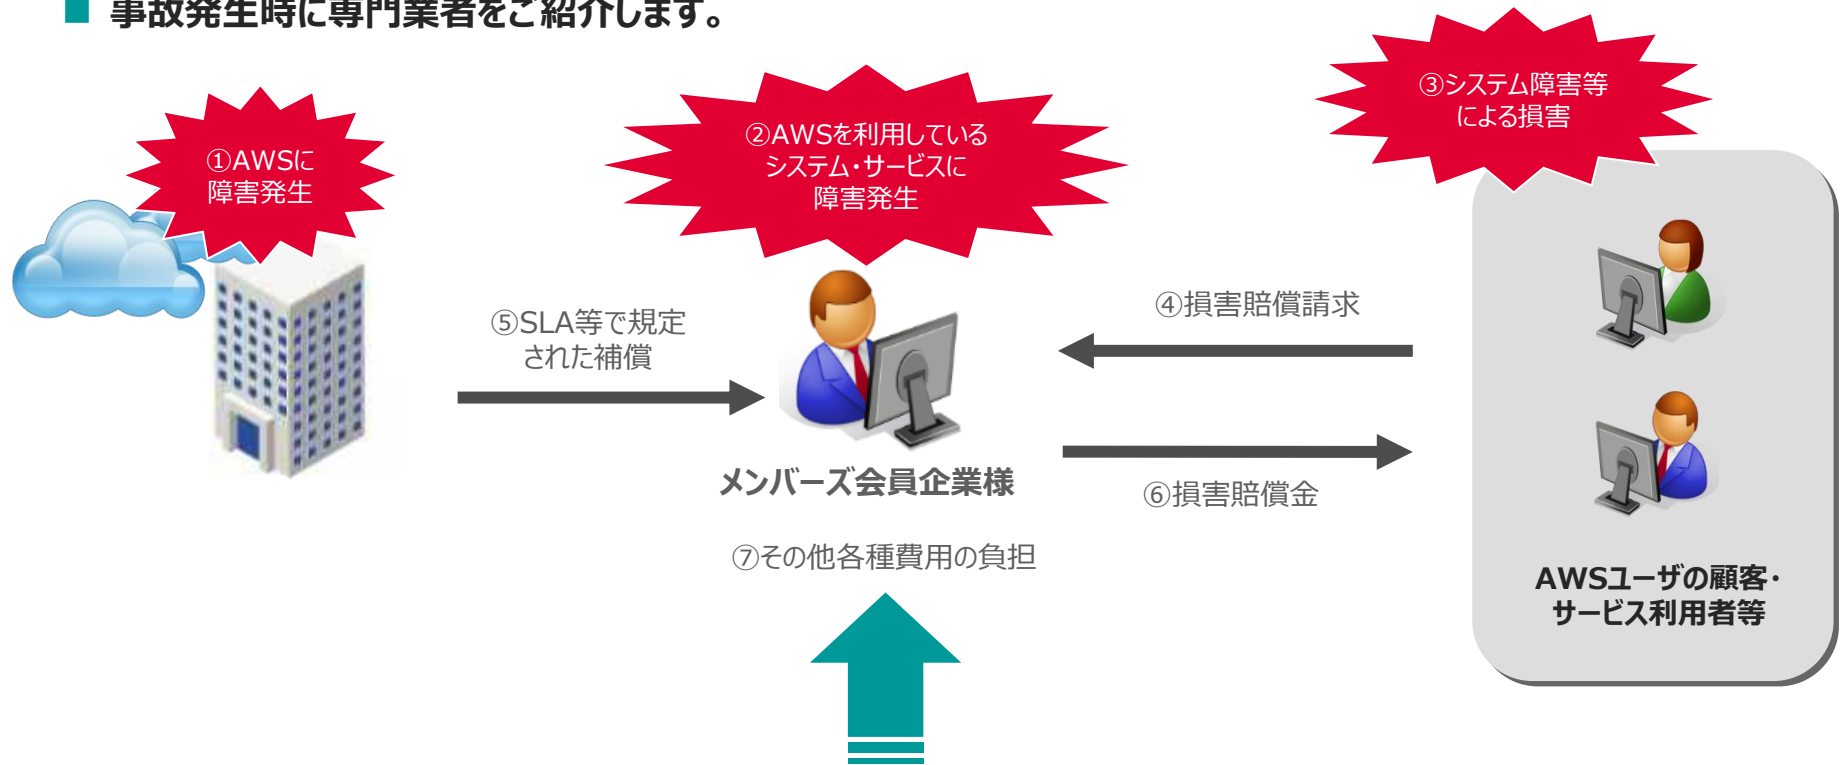 事故発生時に専門業者をご紹介します。
①AWSに
障害発生
②AWSを利用している
システム・サービスに
障害発生
③システム障害等
による損害
⑤SLA等で規定
された補償
④損害賠償請求
メンバーズ会員企業様
⑥損害賠償金
⑦その他各種費用の負担
AWSユーザの顧客・
サービス利用者等